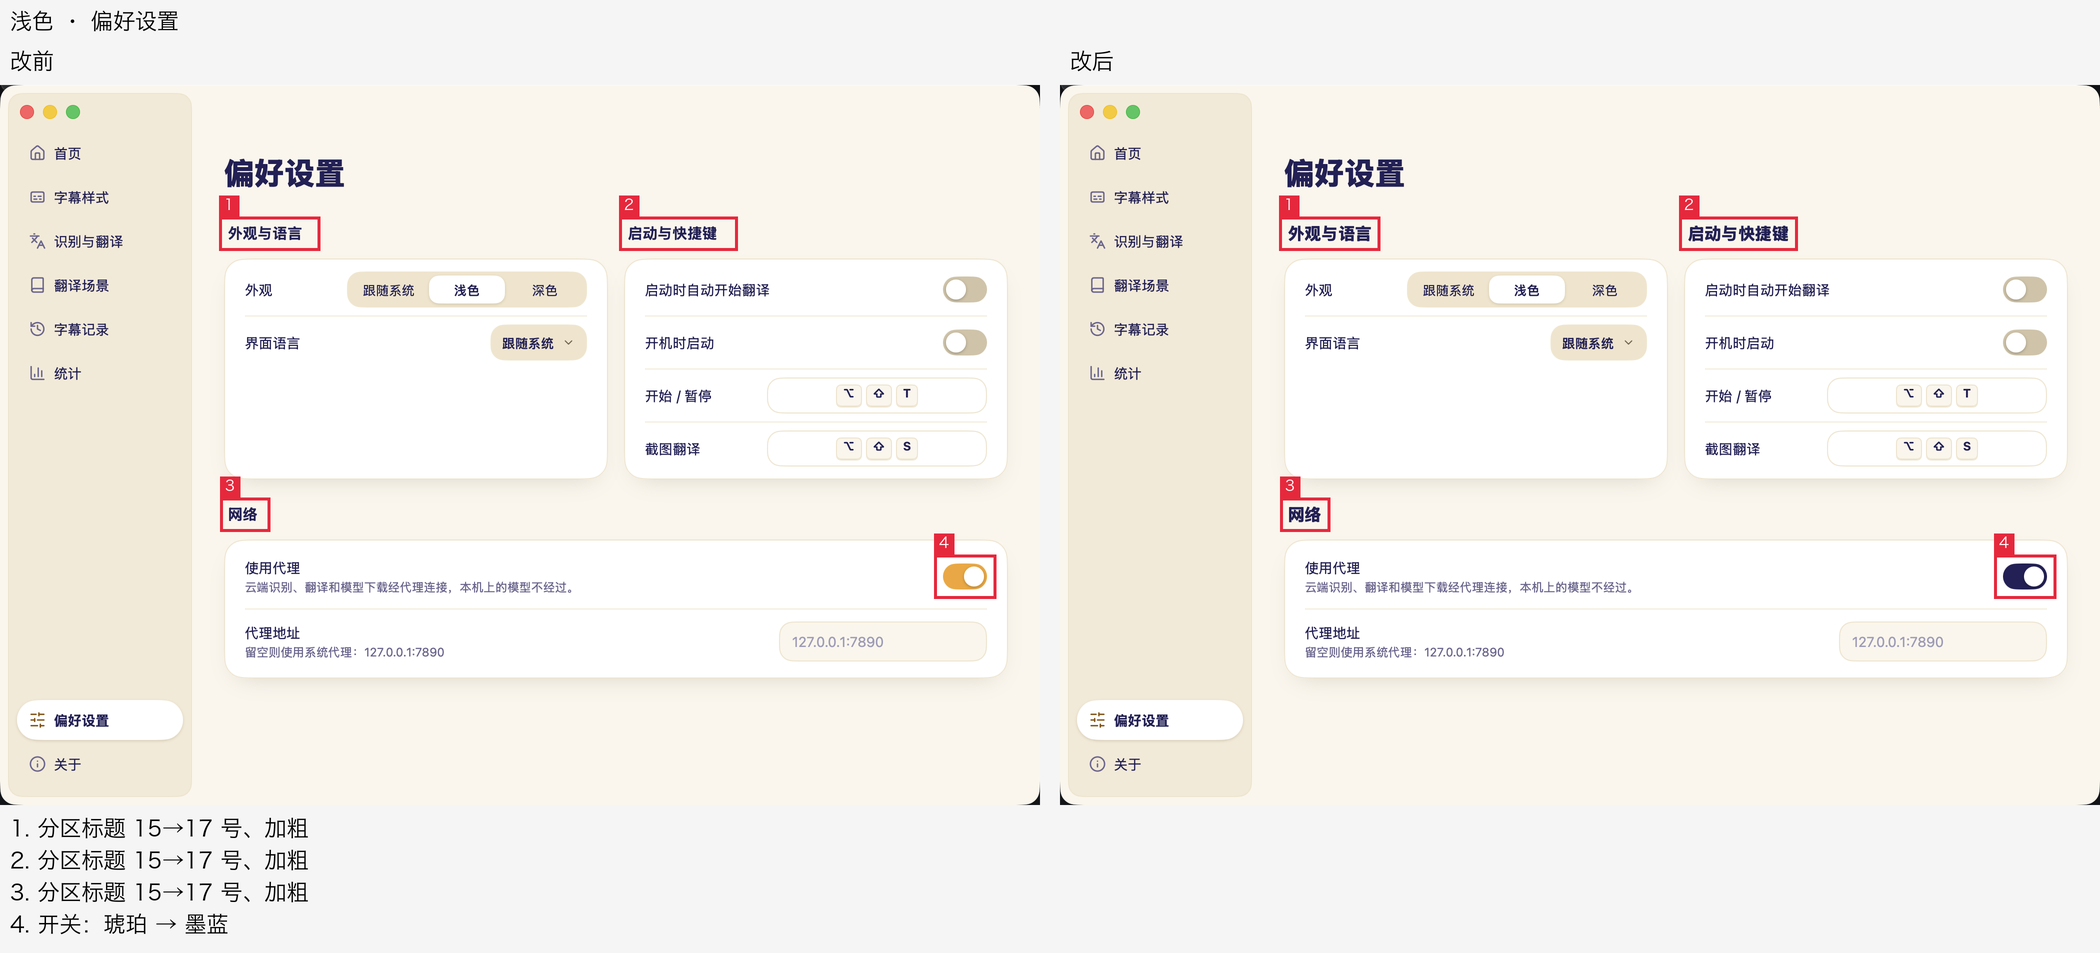 浅色 · 偏好设置
改前
首页
字幕样式
识别与翻译
翻译场景
字幕记录
统计
偏好设置
关于
偏好设置
1
外观与语言
外观
跟随系统 浅色 深色
界面语言
跟随系统
2
启动与快捷键
启动时自动开始翻译
开机时启动
开始 / 暂停
⌥ ⇧ T
截图翻译
⌥ ⇧ S
3
网络
使用代理
云端识别、翻译和模型下载经代理连接，本机上的模型不经过。
4
代理地址
留空则使用系统代理：127.0.0.1:7890
127.0.0.1:7890
改后
首页
字幕样式
识别与翻译
翻译场景
字幕记录
统计
偏好设置
关于
偏好设置
1
外观与语言
外观
跟随系统 浅色 深色
界面语言
跟随系统
2
启动与快捷键
启动时自动开始翻译
开机时启动
开始 / 暂停
⌥ ⇧ T
截图翻译
⌥ ⇧ S
3
网络
使用代理
云端识别、翻译和模型下载经代理连接，本机上的模型不经过。
4
代理地址
留空则使用系统代理：127.0.0.1:7890
127.0.0.1:7890
1. 分区标题 15→17 号、加粗
2. 分区标题 15→17 号、加粗
3. 分区标题 15→17 号、加粗
4. 开关：琥珀 → 墨蓝